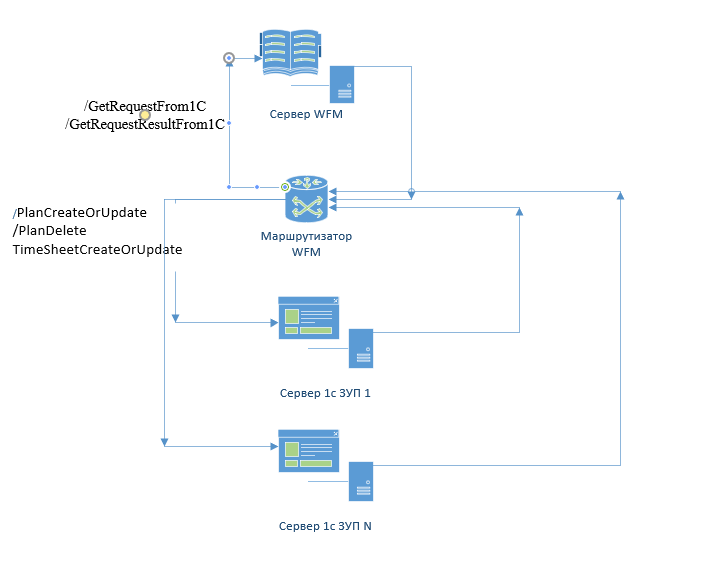 Сервер WFM
/GetRequestFrom1C
/GetRequestResultFrom1C
/PlanCreateOrUpdate
/PlanDelete
TimeSheetCreateOrUpdate
Маршрутизатор
WFM
Сервер 1с ЗУП 1
Сервер 1с ЗУП N